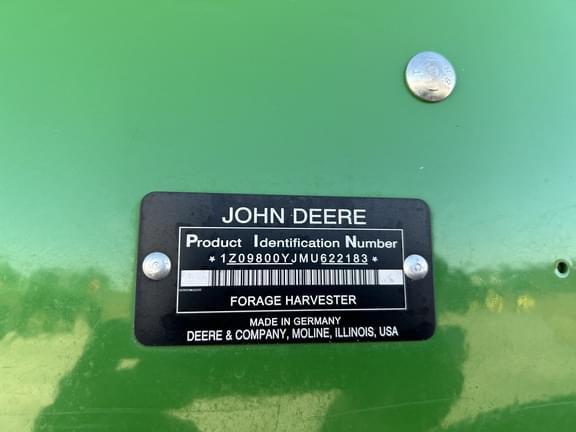 JOHN DEERE
Product Identification Number
*1Z09800YJMU622183*
FORAGE HARVESTER
MADE IN GERMANY
DEERE & COMPANY, MOLINE, ILLINOIS, USA